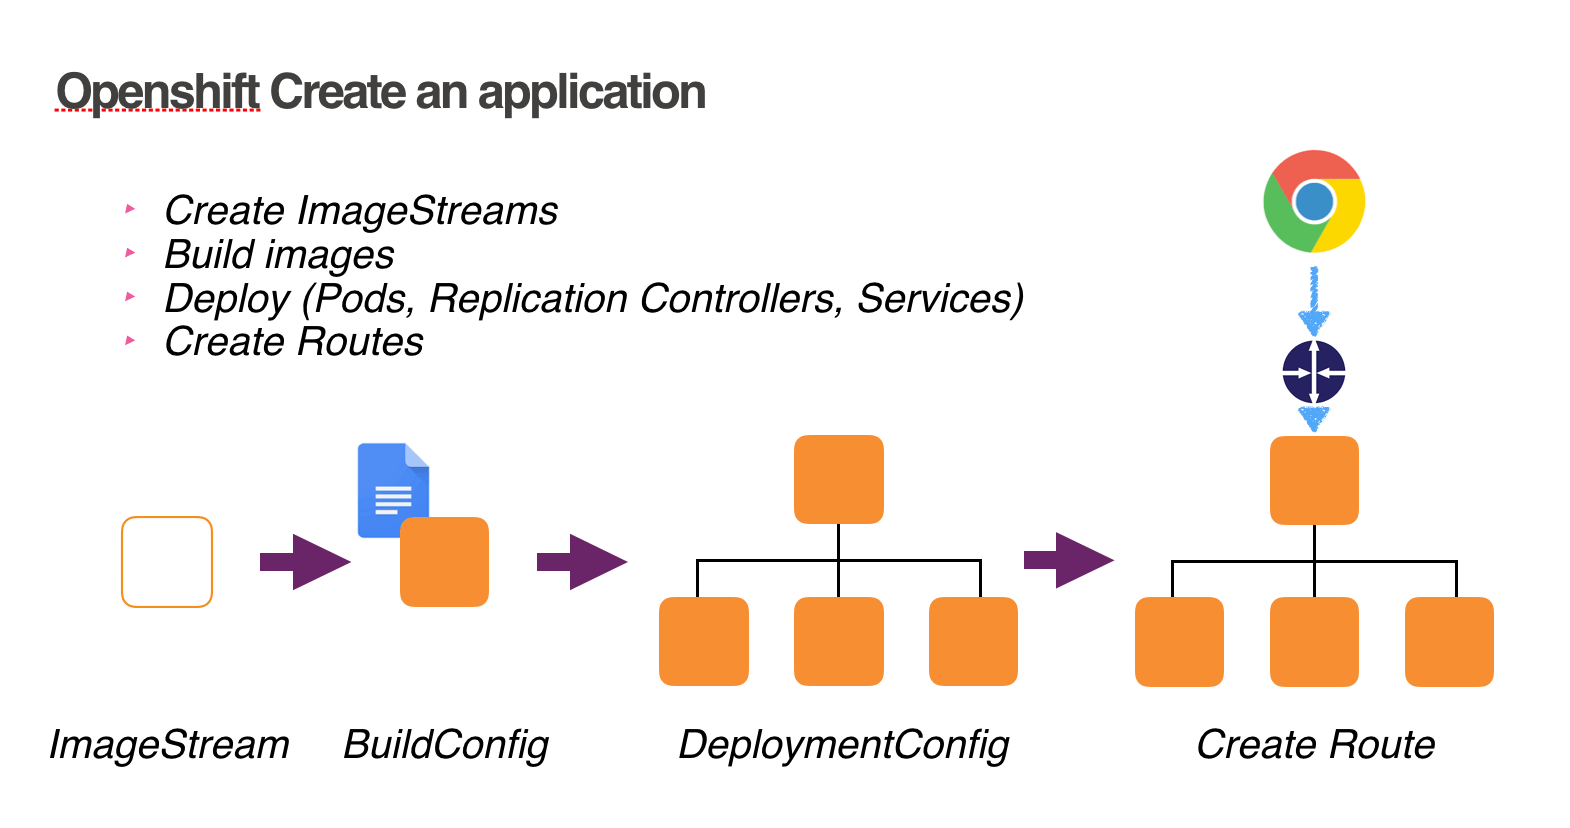 Openshift Create an application
Create ImageStreams
Build images
Deploy (Pods, Replication Controllers, Services)
Create Routes
ImageStream
BuildConfig
DeploymentConfig
Create Route